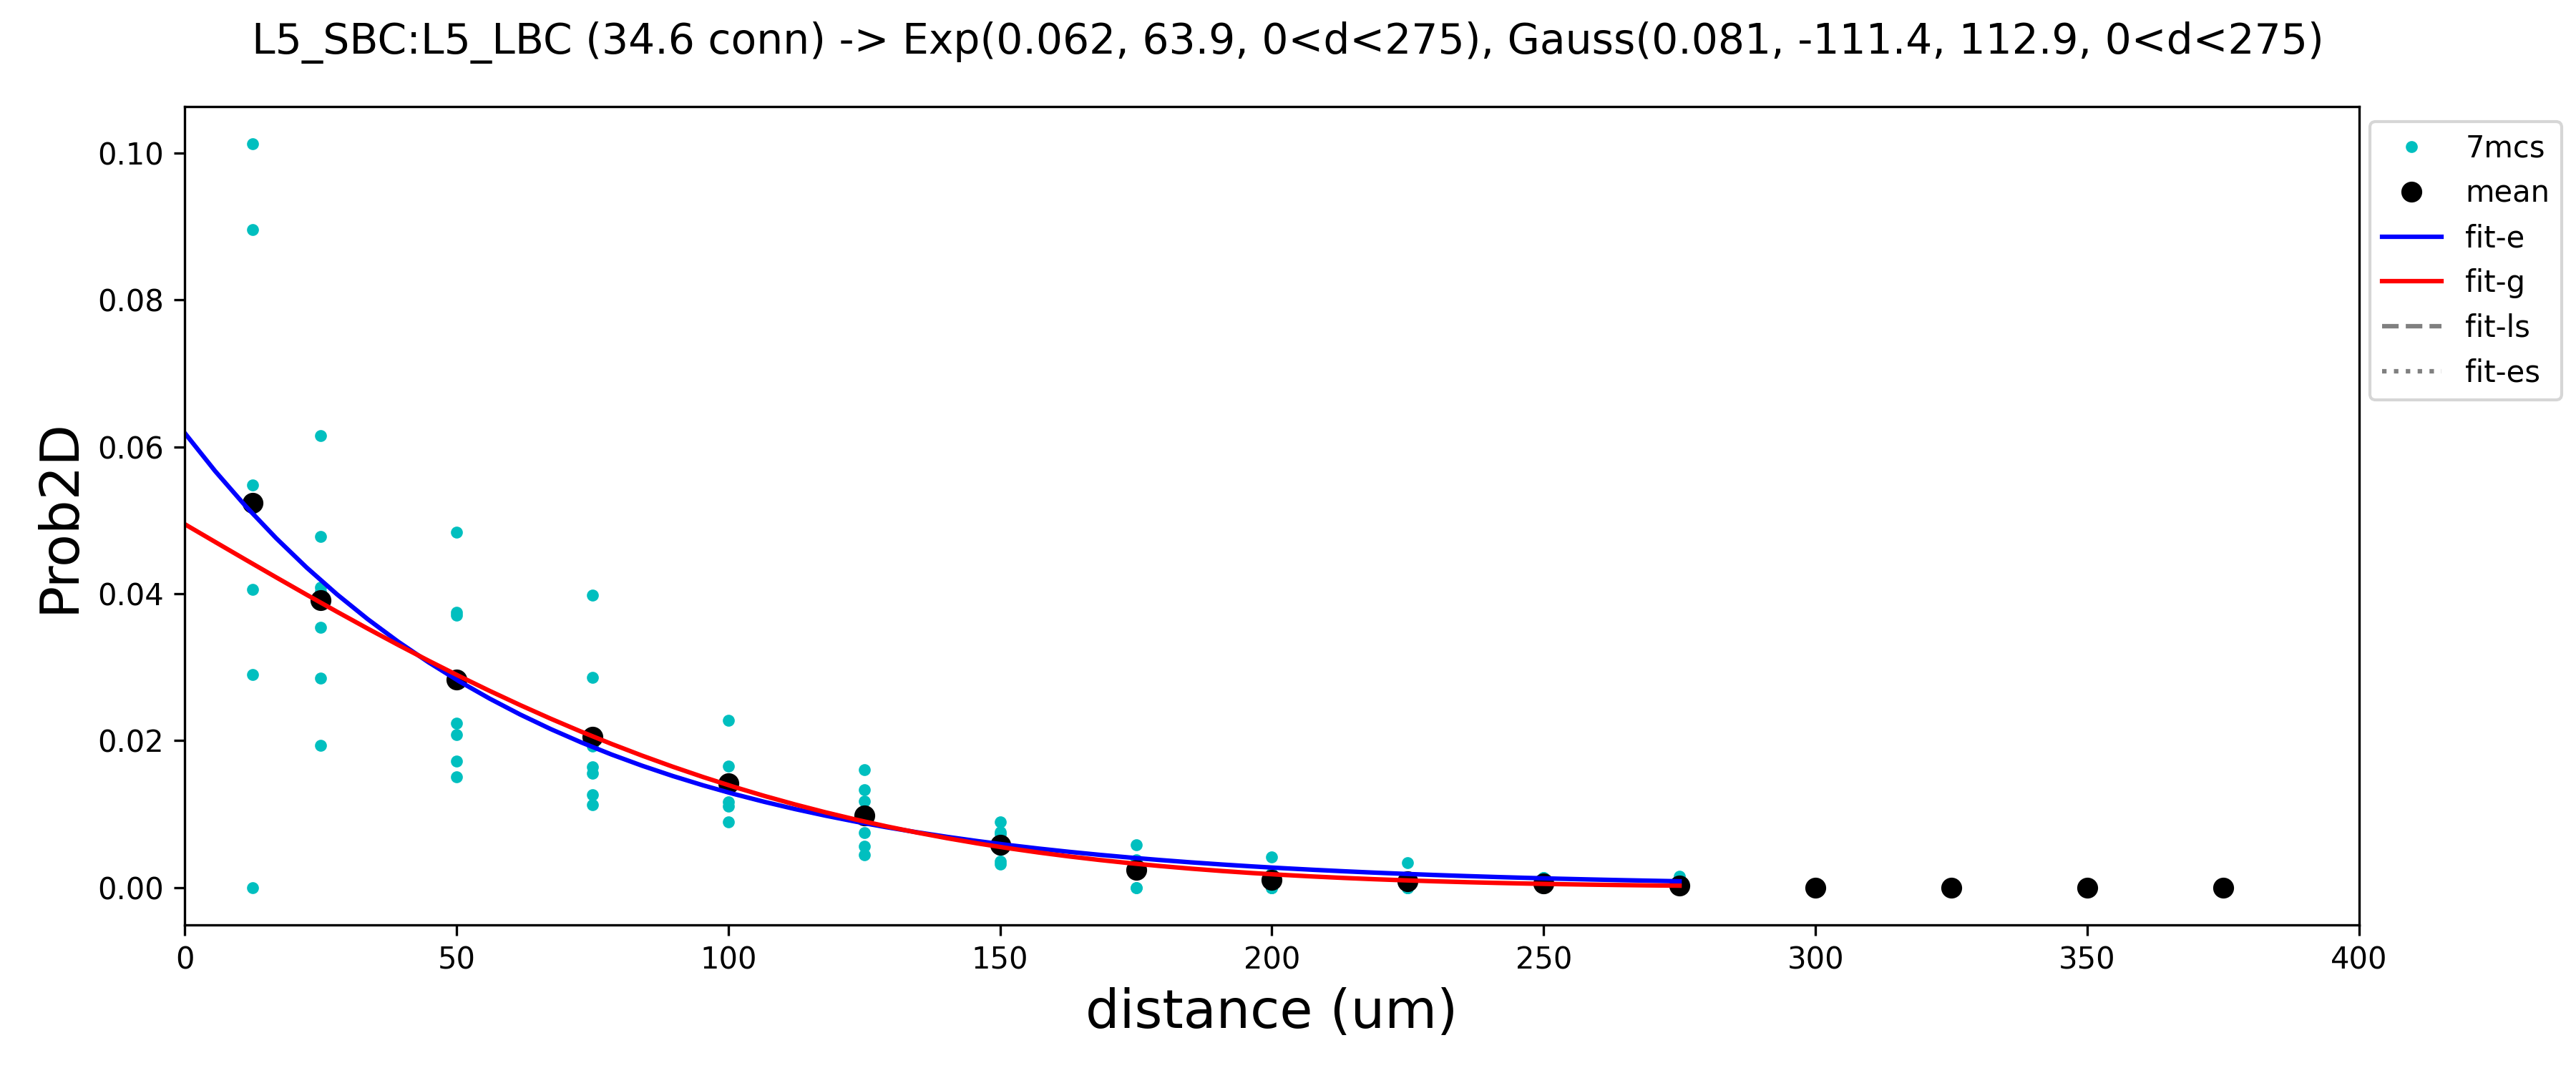 L5_SBC:L5_LBC (34.6 conn) -> Exp(0.062, 63.9, 0<d<275), Gauss(0.081, -111.4, 112.9, 0<d<275)
0.10
0.08
0.06
0.04
0.02
0.00
Prob2D
0 50 100 150 200 250 300 350 400
distance (um)
7mcs
mean
fit-e
fit-g
fit-ls
fit-es